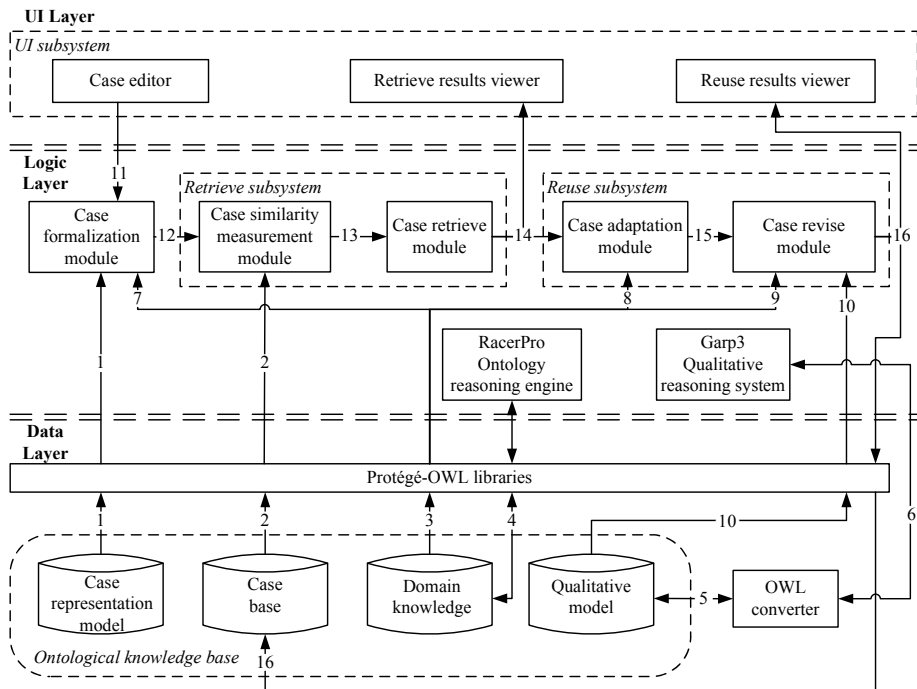 UI Layer
UI subsystem
Case editor
Retrieve results viewer
Reuse results viewer
Logic
Layer
11
Retrieve subsystem
Reuse subsystem
Case
formalization
module
12
Case similarity
measurement
module
13
Case retrieve
module
14
Case adaptation
module
15
Case revise
module
16
7
8
9
10
1
2
RacerPro
Ontology
reasoning engine
Garp3
Qualitative
reasoning system
Data
Layer
Protégé-OWL libraries
1
2
3
4
10
6
Case
representation
model
Case
base
Domain
knowledge
Qualitative
model
5
OWL
converter
Ontological knowledge base
16